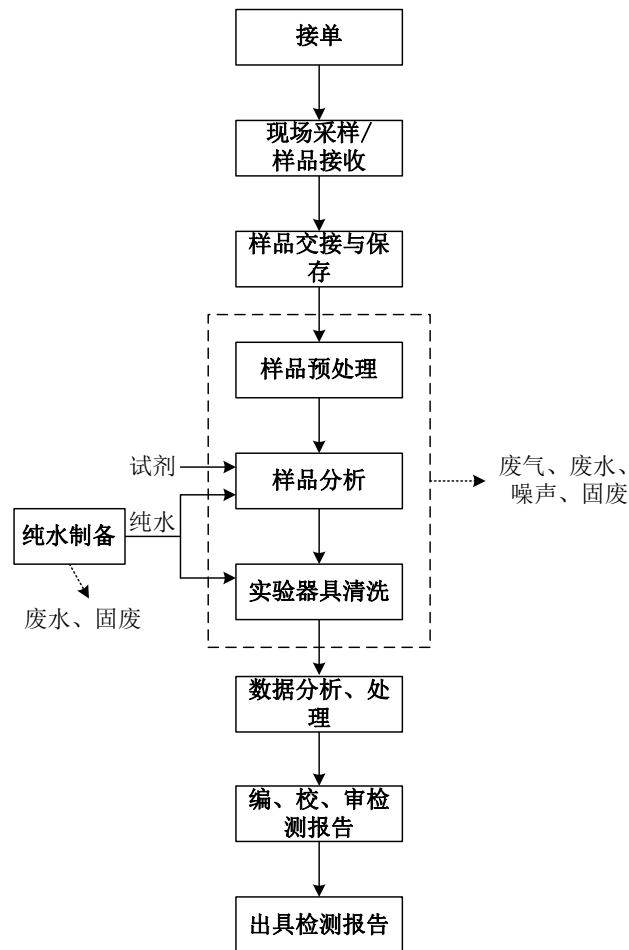 接单
现场采样/
样品接收
样品交接与保
存
样品预处理
试剂
样品分析
废气、废水、
噪声、固废
纯水
纯水制备
实验器具清洗
废水、固废
数据分析、处
理
编、校、审检
测报告
出具检测报告